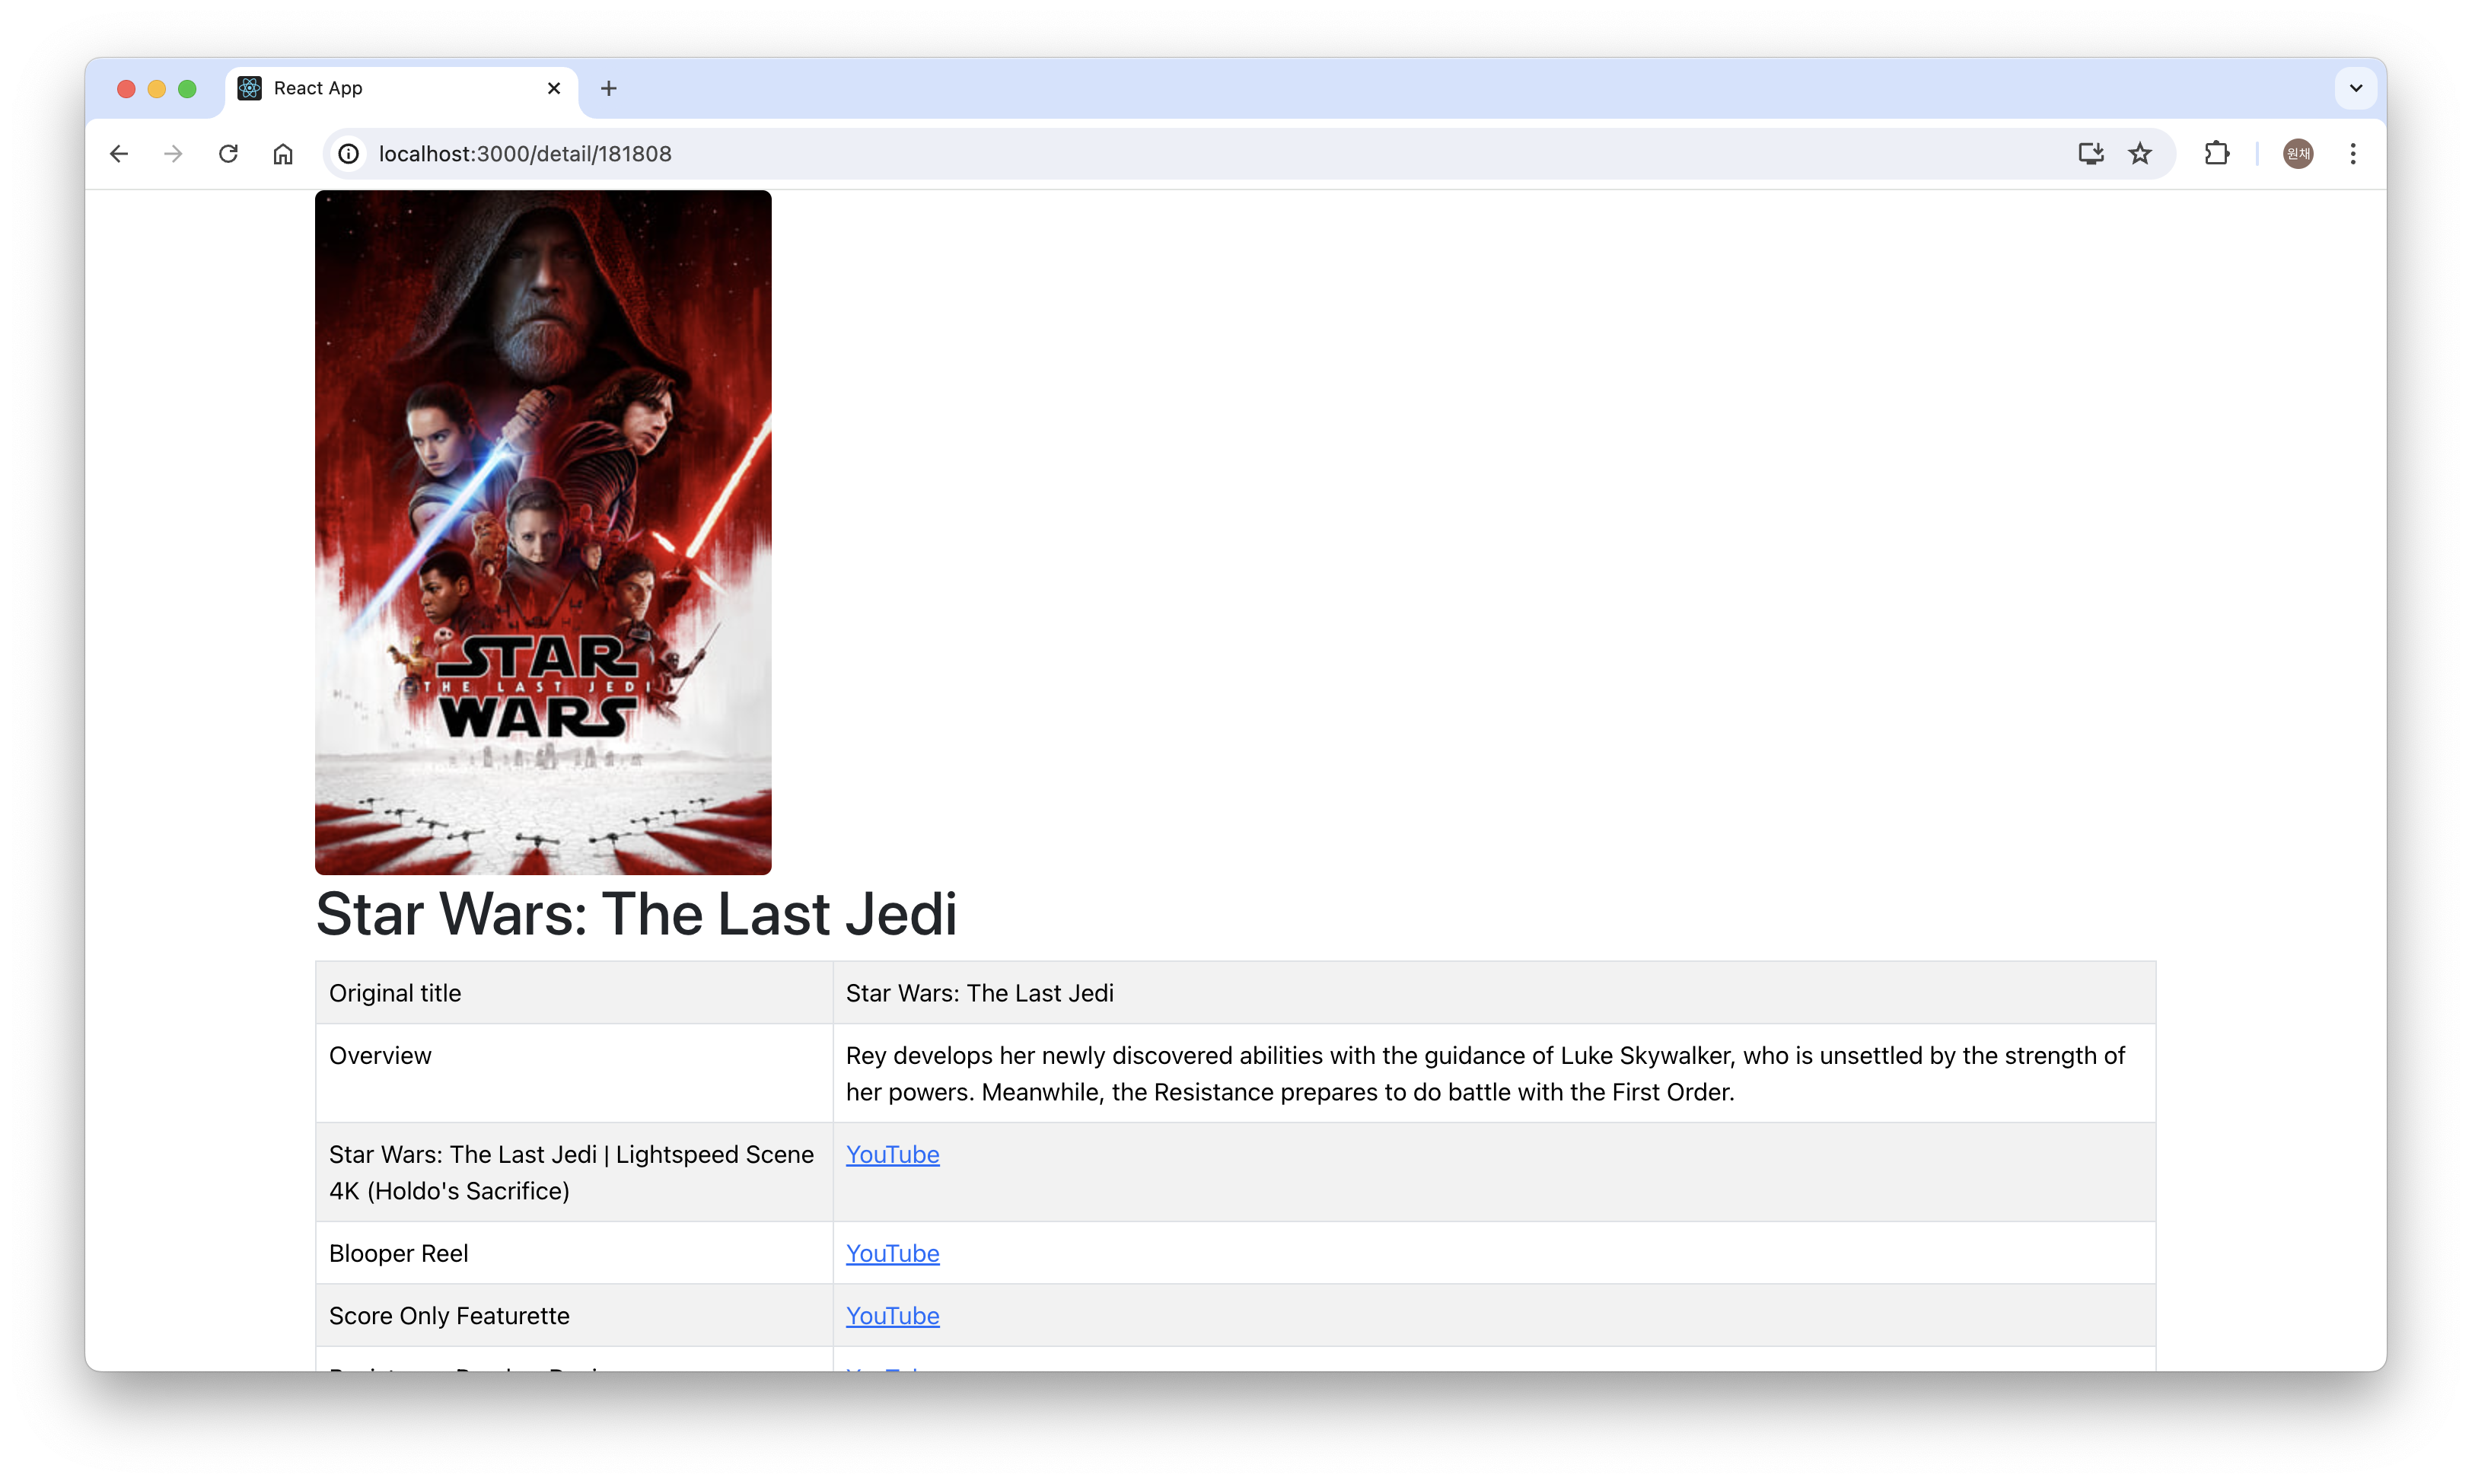 React App
localhost:3000/detail/181808
원채
STAR
THE LAST JEDI
WARS
Star Wars: The Last Jedi
Original title
Star Wars: The Last Jedi
Overview
Rey develops her newly discovered abilities with the guidance of Luke Skywalker, who is unsettled by the strength of
her powers. Meanwhile, the Resistance prepares to do battle with the First Order.
Star Wars: The Last Jedi | Lightspeed Scene
4K (Holdo's Sacrifice)
YouTube
Blooper Reel
YouTube
Score Only Featurette
YouTube